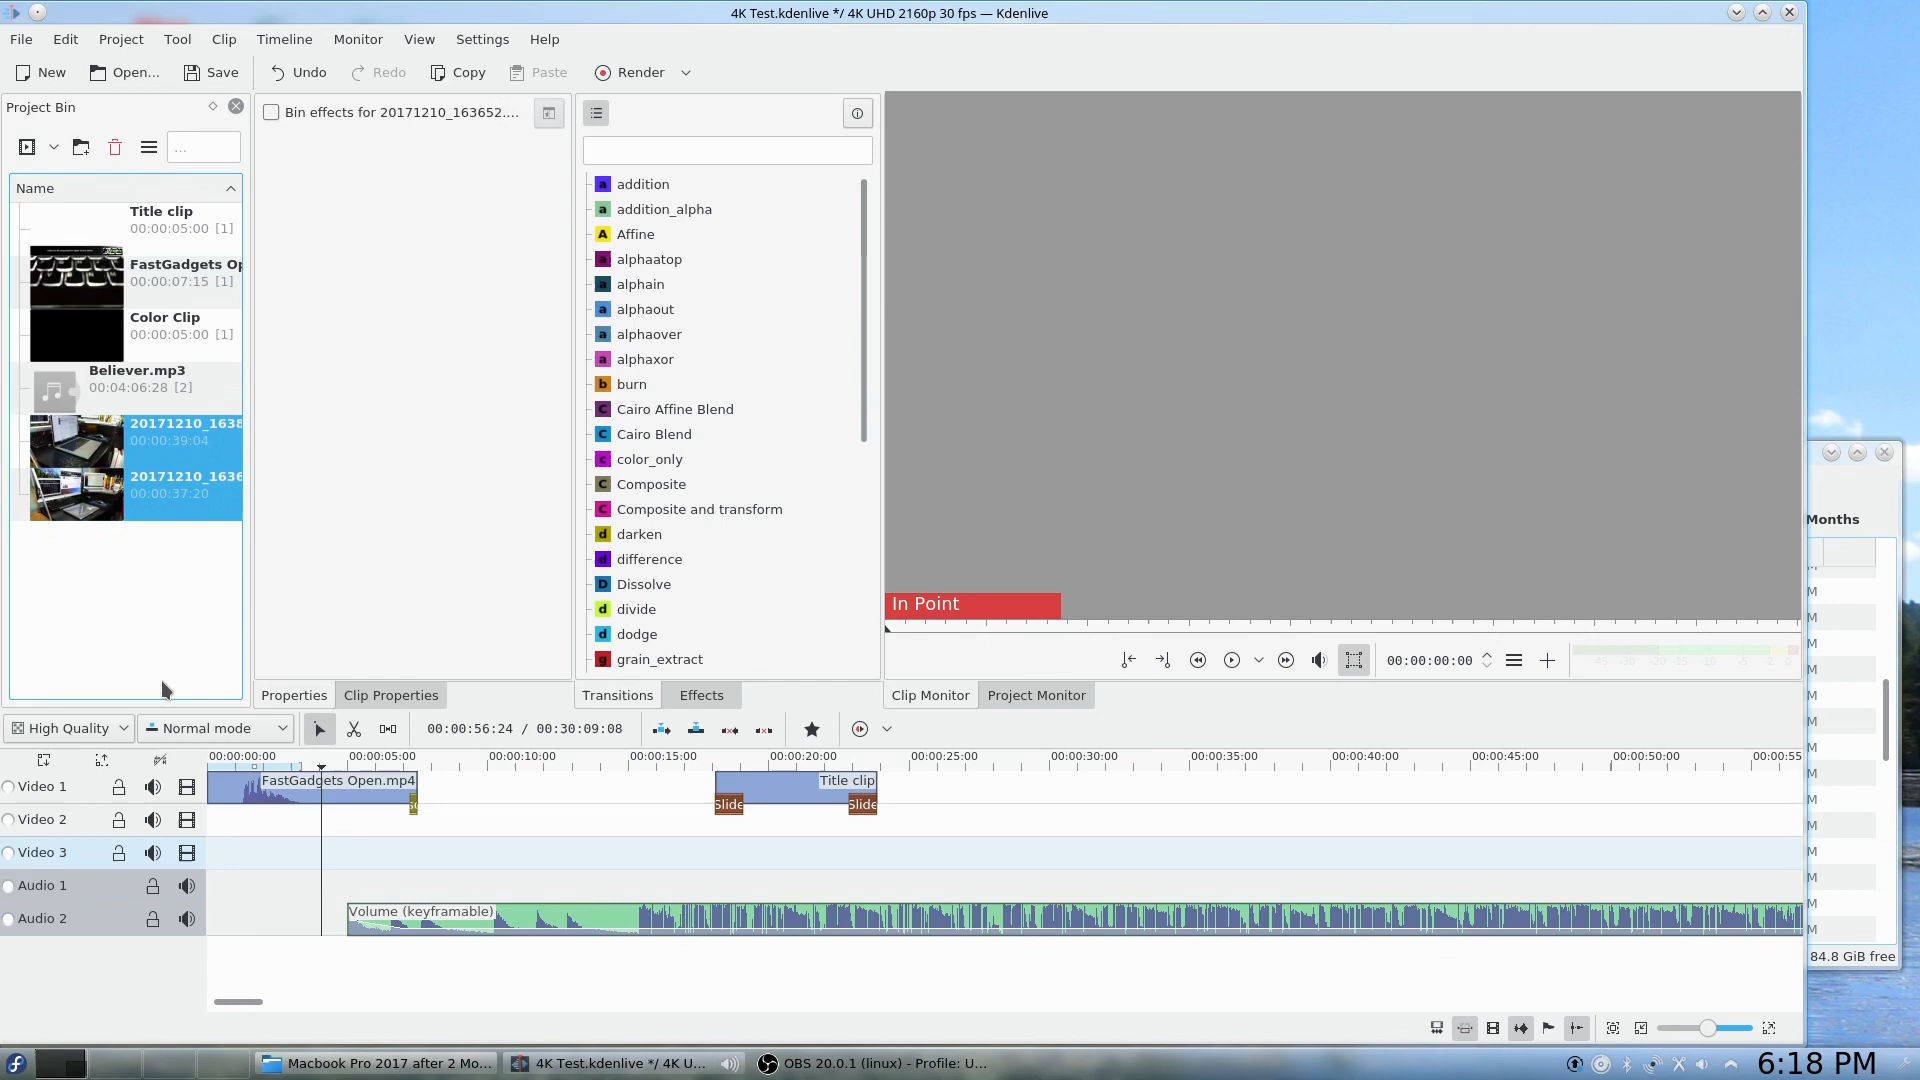 4K Test.kdenlive */ 4K UHD 2160p 30 fps — Kdenlive
File Edit Project Tool Clip Timeline Monitor View Settings Help
New Open... Save Undo Redo Copy Paste Render
Project Bin
...
Name
Title clip
00:00:05:00 [1]
FastGadgets Op
00:00:07:15 [1]
Color Clip
00:00:05:00 [1]
Believer.mp3
00:04:06:28 [2]
20171210_1638
00:00:39:04
20171210_1636
00:00:37:20
Bin effects for 20171210_163652....
addition
addition_alpha
Affine
alphaatop
alphain
alphaout
alphaover
alphaxor
burn
Cairo Affine Blend
Cairo Blend
color_only
Composite
Composite and transform
darken
difference
Dissolve
divide
dodge
grain_extract
In Point
00:00:00:00
-45 -30 -20 -15 -10 -5 -2 0
Properties Clip Properties Transitions Effects Clip Monitor Project Monitor
High Quality Normal mode 00:00:56:24 / 00:30:09:08
00:00:00:00 00:00:05:00 00:00:10:00 00:00:15:00 00:00:20:00 00:00:25:00 00:00:30:00 00:00:35:00 00:00:40:00 00:00:45:00 00:00:50:00 00:00:55
Video 1 FastGadgets Open.mp4 Title clip
Slide Slide
Video 2
Video 3
Audio 1
Audio 2 Volume (keyframable)
Months
M
M
M
M
M
M
M
M
M
M
M
M
M
84.8 GiB free
Macbook Pro 2017 after 2 Mo... 4K Test.kdenlive */ 4K U... OBS 20.0.1 (linux) - Profile: U... 6:18 PM